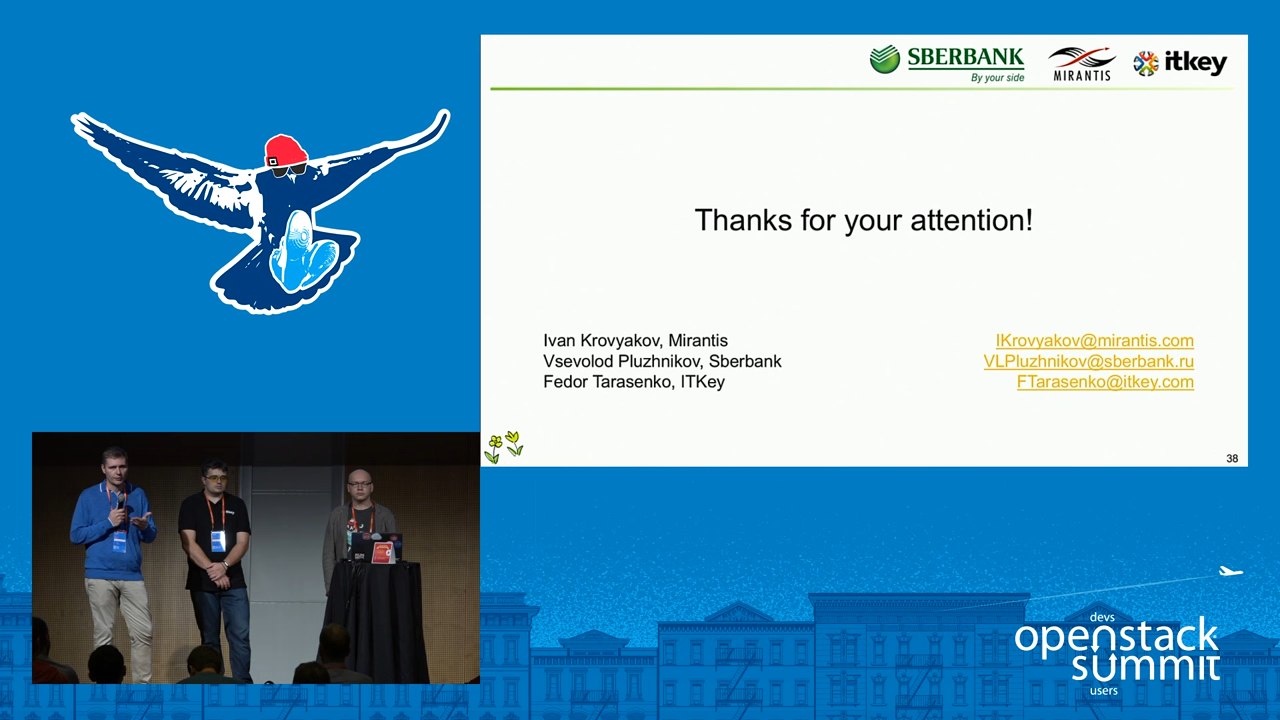 SBERBANK
By your side
MIRANTIS
itkey
Thanks for your attention!
Ivan Krovyakov, Mirantis
IKrovyakov@mirantis.com
Vsevolod Pluzhnikov, Sberbank
VLPluzhnikov@sberbank.ru
Fedor Tarasenko, ITKey
FTarasenko@itkey.com
38
devs
openstack
summit
users